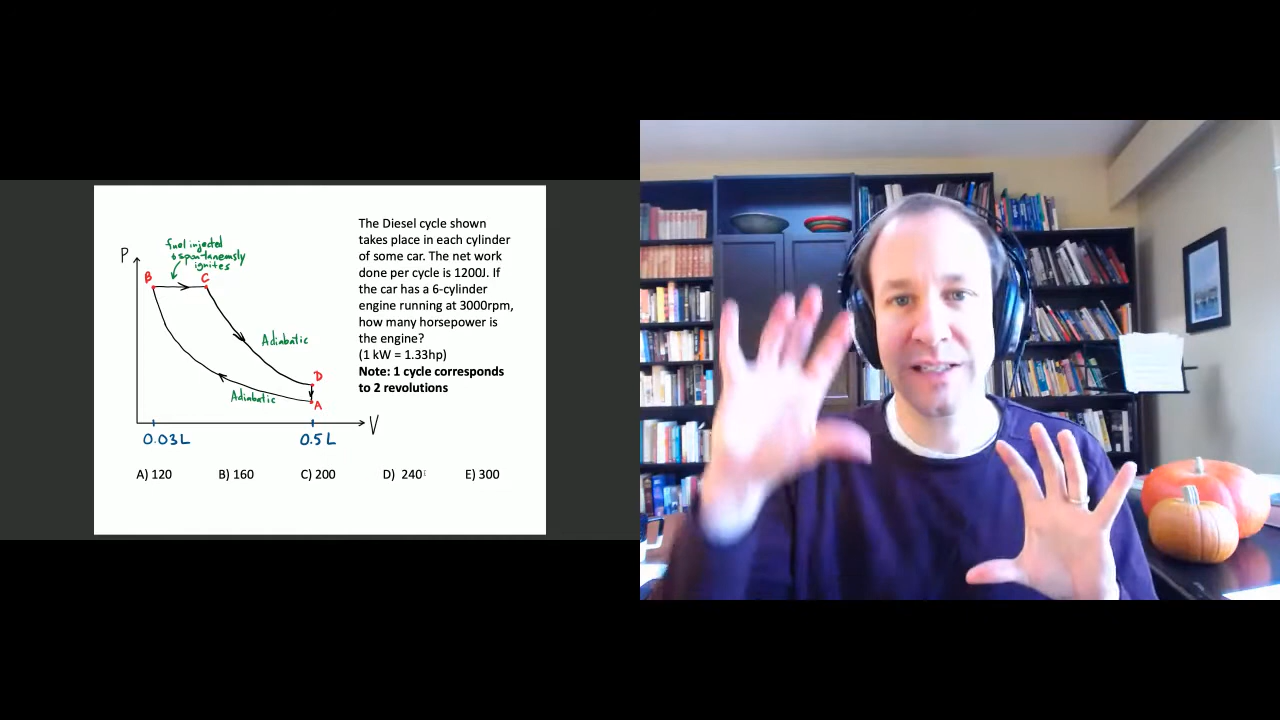 The Diesel cycle shown
takes place in each cylinder
of some car. The net work
done per cycle is 1200J. If
the car has a 6-cylinder
engine running at 3000rpm,
how many horsepower is
the engine?
(1 kW = 1.33hp)
Note: 1 cycle corresponds
to 2 revolutions
P
fuel injected
& spontaneously
ignites
B
C
Adiabatic
D
Adiabatic
A
V
0.03L
0.5L
A) 120 B) 160 C) 200 D) 240 E) 300